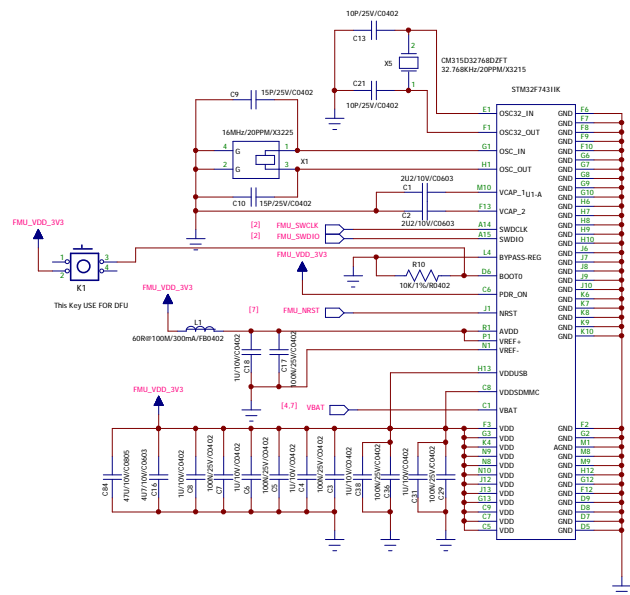 10P/25V/C0402
C13
2
X5
CM315D32768DZFT
32.768KHz/20PPM/X3215
C21
1
10P/25V/C0402
STM32F743IIK
C9
15P/25V/C0402
16MHz/20PPM/X3225
4 G 1
2 G 3
X1
C10
15P/25V/C0402
E1 OSC32_IN
F1 OSC32_OUT
G1 OSC_IN
H1 OSC_OUT
2U2/10V/C0603
C1
M10 VCAP_1
U1-A
C2
F13 VCAP_2
2U2/10V/C0603
[2] FMU_SWCLK A14 SWDCLK
[2] FMU_SWDIO A15 SWDIO
FMU_VDD_3V3
1 3
2 4
K1
This Key USE FOR DFU
FMU_VDD_3V3
L4 BYPASS-REG
R10
D6 BOOT0
10K/1%/R0402
C6 PDR_ON
FMU_VDD_3V3
[7] FMU_NRST J1 NRST
L1
60R@100M/300mA/FB0402
R1 AVDD
P1 VREF+
N1 VREF-
1U/10V/C0402
C18
100N/25V/C0402
C17
H13 VDDUSB
C8 VDDSDMMC
[4,7] VBAT C1 VBAT
FMU_VDD_3V3
F3 VDD
G3 VDD
K4 VDD
N9 VDD
N8 VDD
N10 VDD
J12 VDD
J13 VDD
G13 VDD
C9 VDD
C7 VDD
C5 VDD
C84
47U/10V/C0805
4U7/10V/C0603
C16
1U/10V/C0402
C8
100N/25V/C0402
C7
1U/10V/C0402
C6
100N/25V/C0402
C5
1U/10V/C0402
C4
100N/25V/C0402
C3
1U/10V/C0402
C38
100N/25V/C0402
C36
1U/10V/C0402
C31
100N/25V/C0402
C29
GND F6
GND F7
GND F8
GND F9
GND F10
GND G6
GND G7
GND G8
GND G9
GND G10
GND H6
GND H7
GND H8
GND H9
GND H10
GND J6
GND J7
GND J8
GND J9
GND J10
GND K6
GND K7
GND K8
GND K9
GND K10
GND F2
GND G2
AGND M1
GND M8
GND M9
GND H12
GND G12
GND F12
GND D9
GND D8
GND D7
GND D5